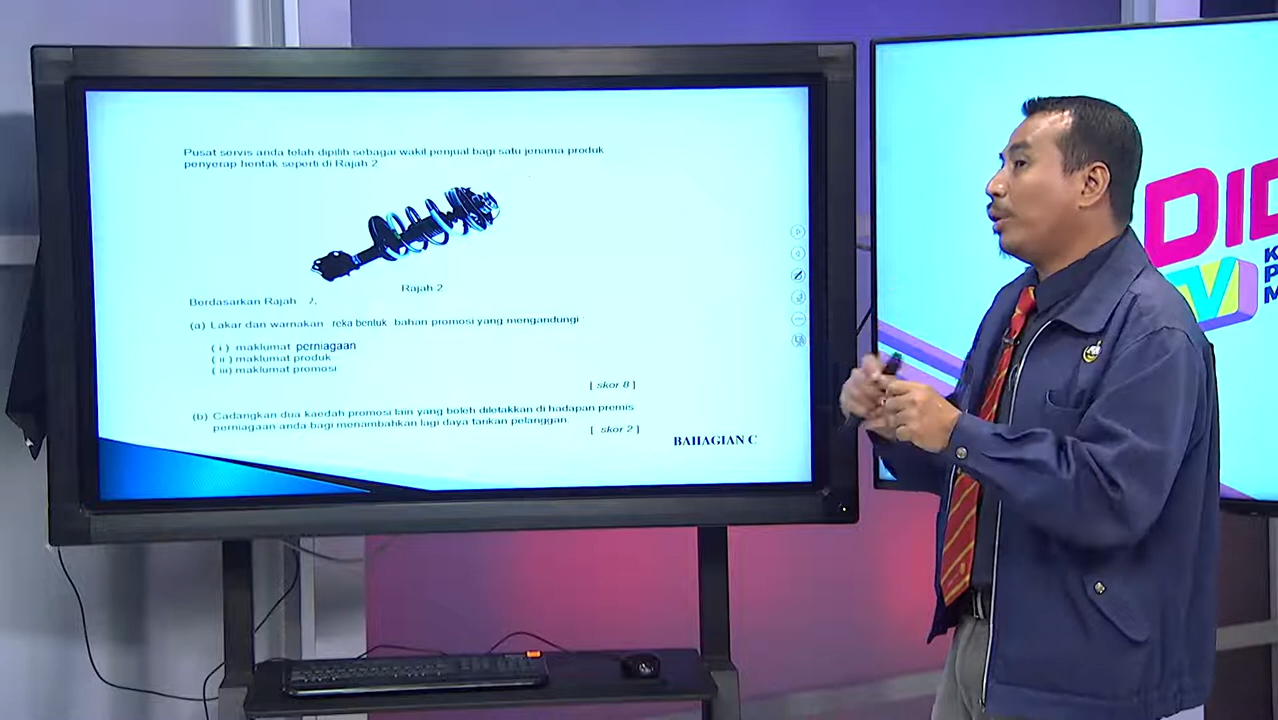 Pusat servis anda telah dipilih sebagai wakil penjual bagi satu jenama produk
penyerap hentak seperti di Rajah 2
Rajah 2
Berdasarkan Rajah 2,
(a) Lakar dan warnakan reka bentuk bahan promosi yang mengandungi :
( i ) maklumat perniagaan
( ii ) maklumat produk
( iii) maklumat promosi
[ skor 8 ]
(b) Cadangkan dua kaedah promosi lain yang boleh diletakkan di hadapan premis
perniagaan anda bagi menambahkan lagi daya tarikan pelanggan.
[ skor 2 ]
BAHAGIAN C
DID
TV
K
P
M